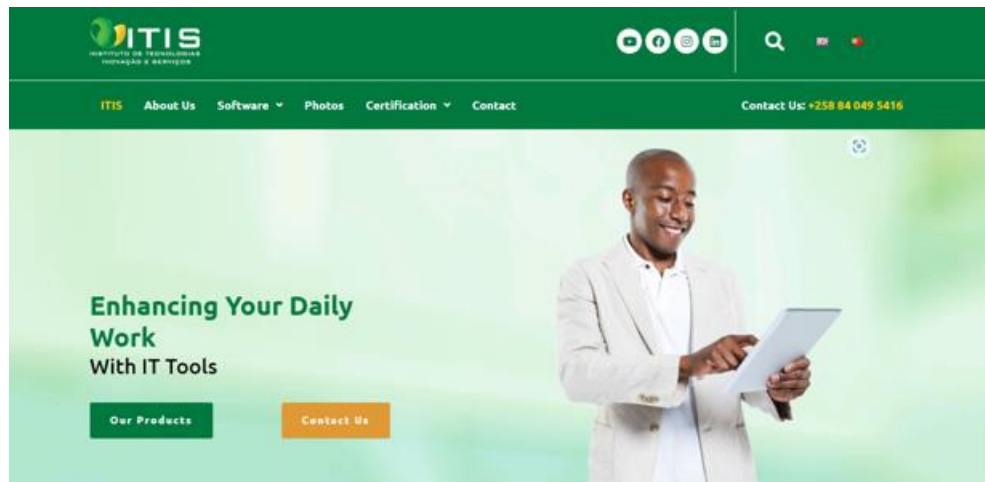 ITIS
INSTITUTO DE TECNOLOGIAS
INOVAÇÃO E SERVIÇOS
ITIS About Us Software Photos Certification Contact
Contact Us: +258 84 049 5416
Enhancing Your Daily
Work
With IT Tools
Our Products
Contact Us